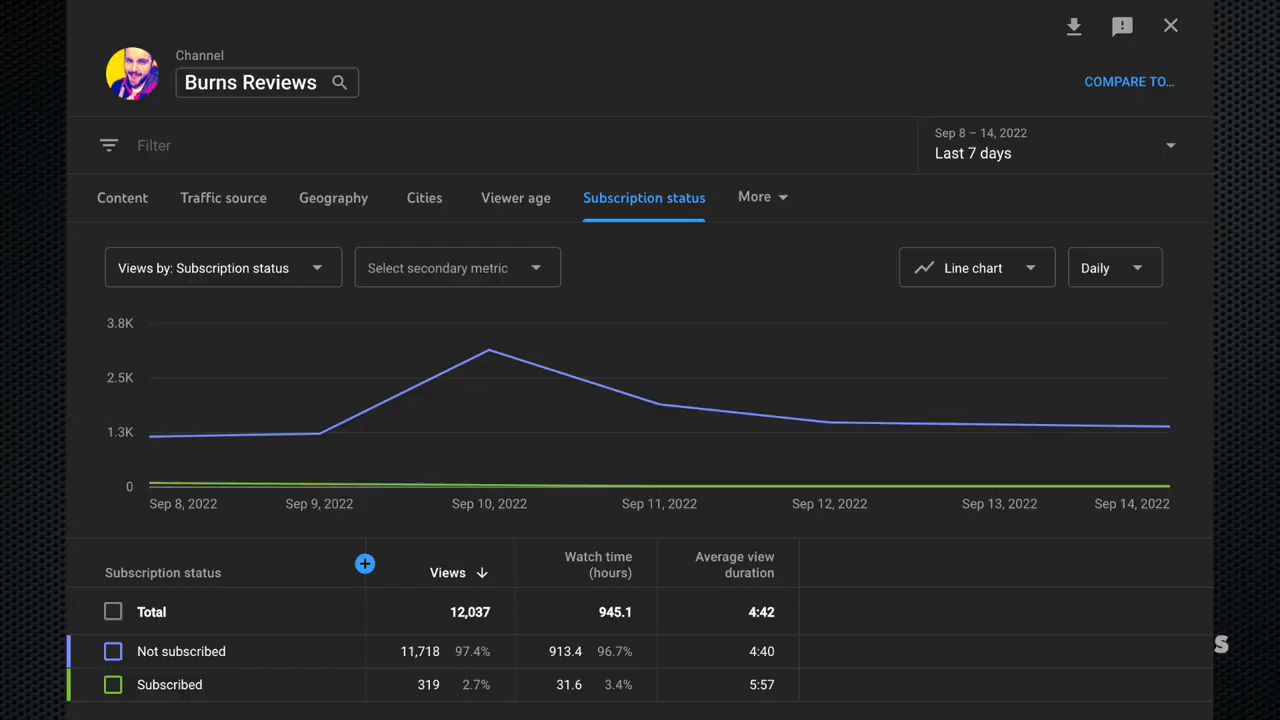 Channel
Burns Reviews
COMPARE TO...
Filter
Sep 8 – 14, 2022
Last 7 days
Content Traffic source Geography Cities Viewer age Subscription status More
Views by: Subscription status Select secondary metric Line chart Daily
3.8K
2.5K
1.3K
0
Sep 8, 2022 Sep 9, 2022 Sep 10, 2022 Sep 11, 2022 Sep 12, 2022 Sep 13, 2022 Sep 14, 2022
Subscription status Views Watch time (hours) Average view duration
Total 12,037 945.1 4:42
Not subscribed 11,718 97.4% 913.4 96.7% 4:40
S
Subscribed 319 2.7% 31.6 3.4% 5:57